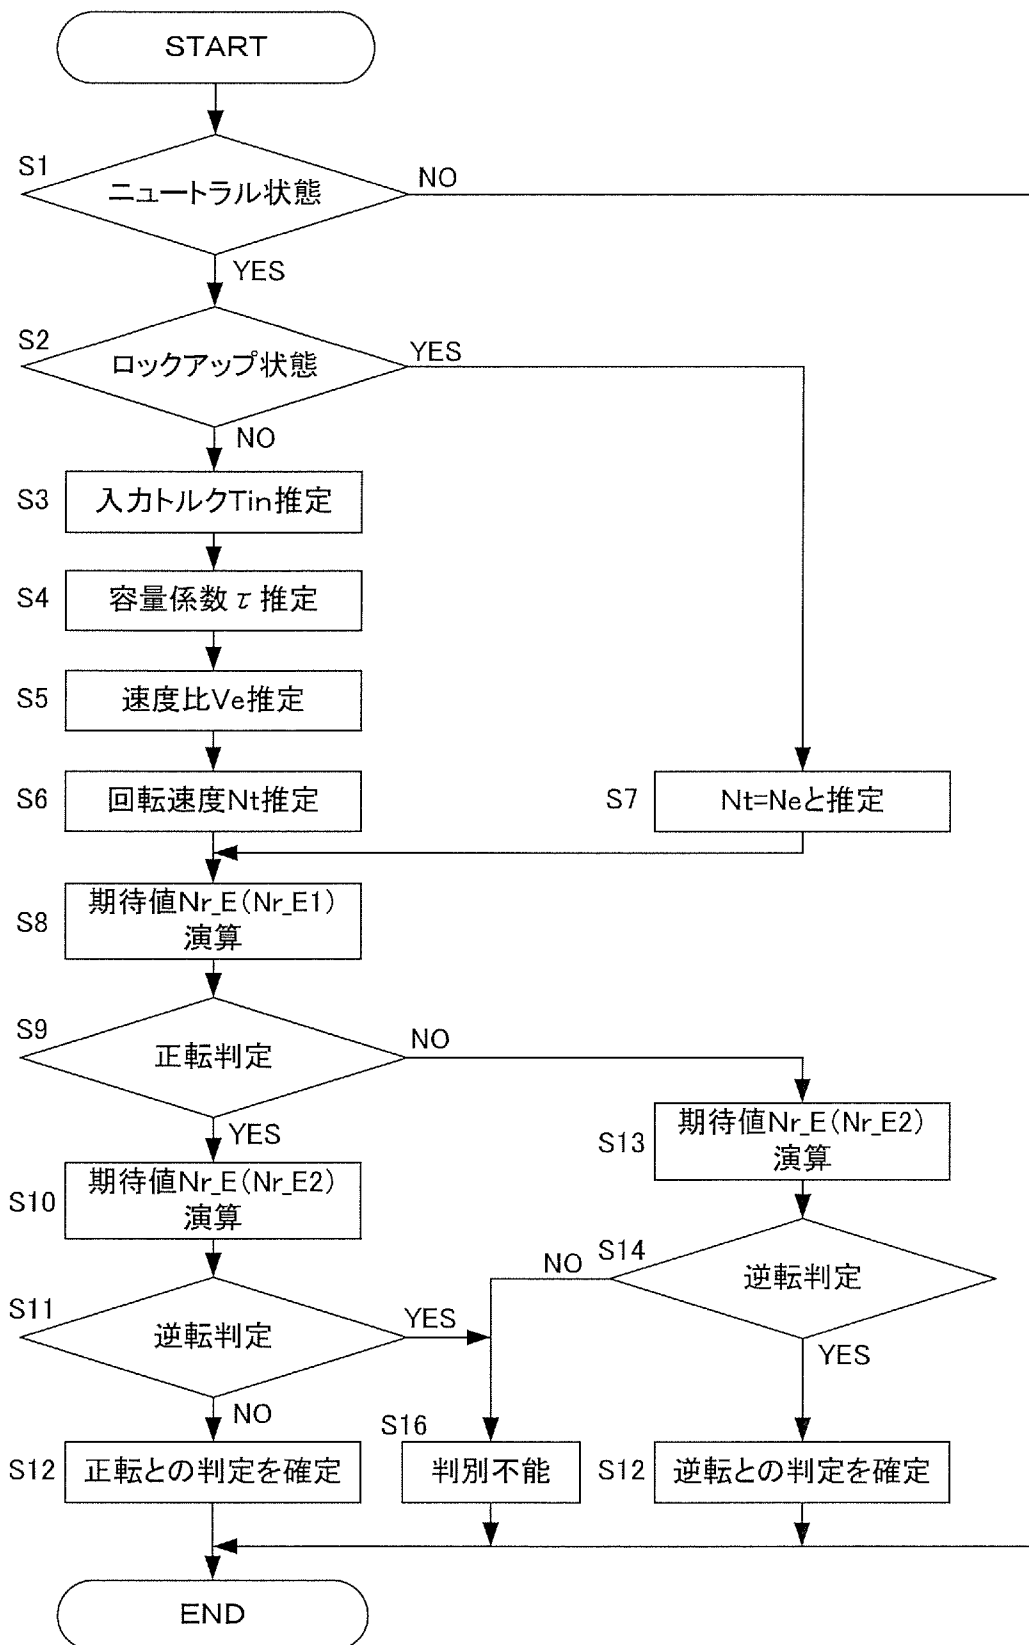 START
S1
ニュートラル状態
NO
YES
S2
ロックアップ状態
YES
NO
S3
入力トルクTin推定
S4
容量係数τ推定
S5
速度比Ve推定
S6
回転速度Nt推定
S7
Nt=Neと推定
S8
期待値Nr_E(Nr_E1)
演算
S9
正転判定
NO
YES
S13
期待値Nr_E(Nr_E2)
演算
S10
期待値Nr_E(Nr_E2)
演算
S14
逆転判定
NO
YES
S11
逆転判定
YES
NO
S12
正転との判定を確定
S16
判別不能
S12
逆転との判定を確定
END